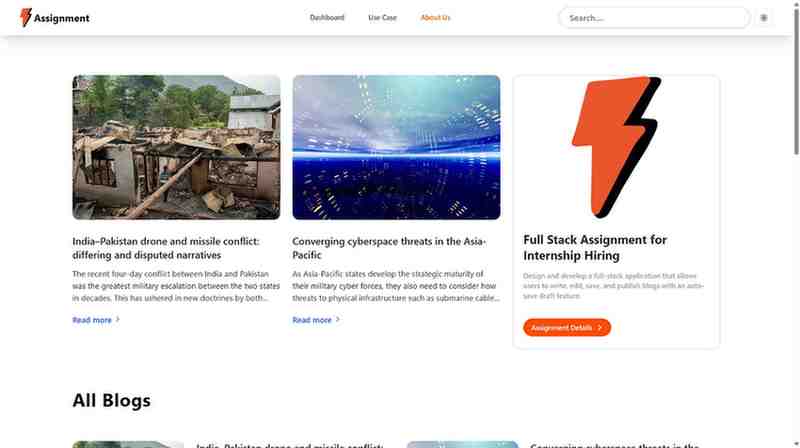 Assignment
Dashboard
Use Case
About Us
Search....
India–Pakistan drone and missile conflict:
differing and disputed narratives
The recent four-day conflict between India and Pakistan
was the greatest military escalation between the two states
in decades. This has ushered in new doctrines by both...
Read more
Converging cyberspace threats in the Asia-
Pacific
As Asia-Pacific states develop the strategic maturity of
their military cyber forces, they also need to consider how
threats to physical infrastructure such as submarine cable...
Read more
Full Stack Assignment for
Internship Hiring
Design and develop a full-stack application that allows
users to write, edit, save, and publish blogs with an auto-
save draft feature.
Assignment Details
All Blogs
India–Pakistan drone and missile conflict:
Converging cyberspace threats in the